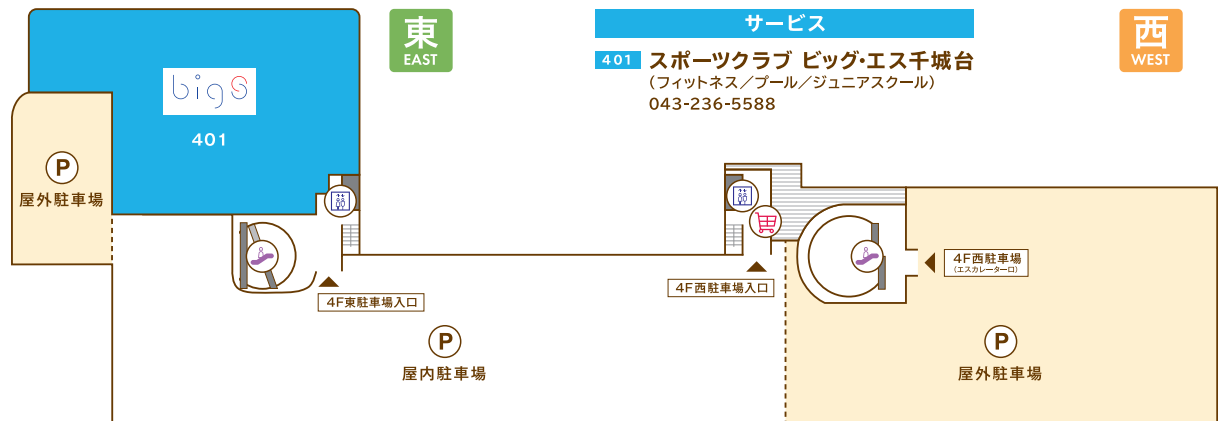 東
EAST
サービス
401 スポーツクラブ ビッグ・エス千城台
(フィットネス／プール／ジュニアスクール)
043-236-5588
西
WEST
bigs
401
P
屋外駐車場
4F東駐車場入口
4F西駐車場入口
4F西駐車場
(エスカレーター口)
P
屋内駐車場
P
屋外駐車場